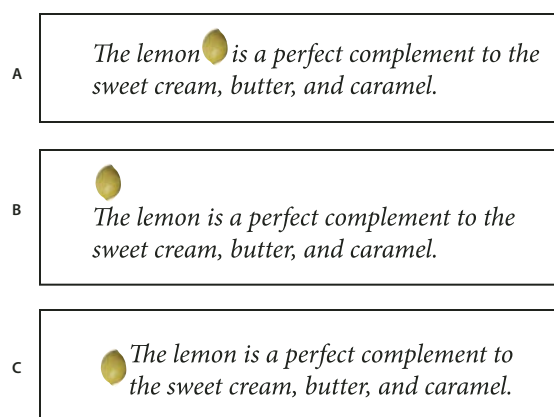 A
The lemon is a perfect complement to the
sweet cream, butter, and caramel.
B
The lemon is a perfect complement to the
sweet cream, butter, and caramel.
C
The lemon is a perfect complement to
the sweet cream, butter, and caramel.